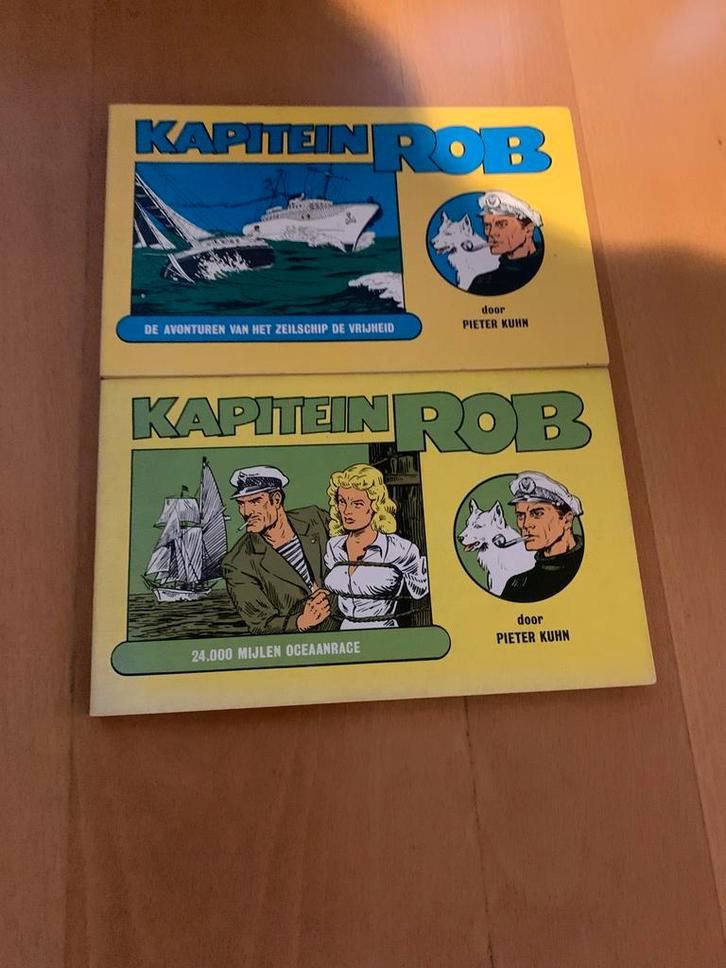 KAPITEIN ROB
DE AVONTUREN VAN HET ZEILSCHIP DE VRIJHEID
door
PIETER KUHN
KAPITEIN ROB
24.000 MIJLEN OCEAANRACE
door
PIETER KUHN